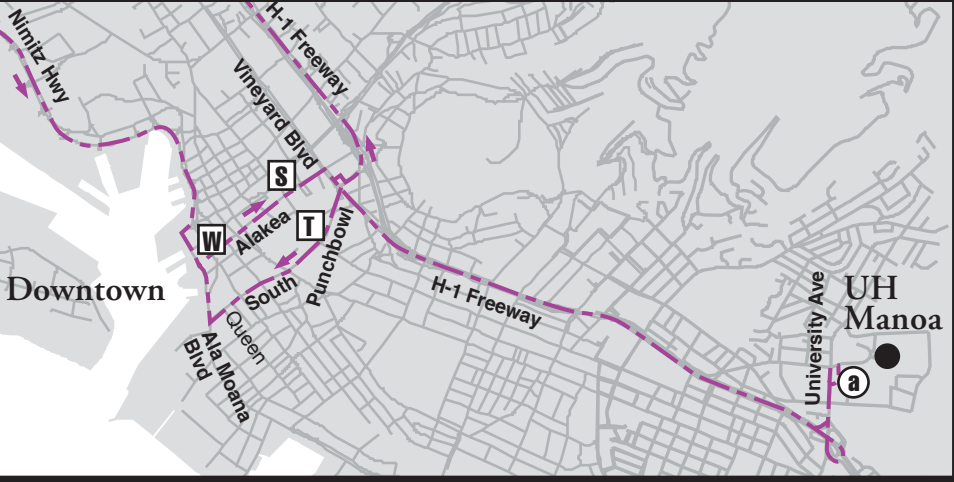 Nimitz Hwy
H-1 Freeway
Vineyard Blvd
S
W
Alakea
T
Punchbowl
South
Queen
Ala Moana
Blvd
Downtown
H-1 Freeway
University Ave
UH
Manoa
a